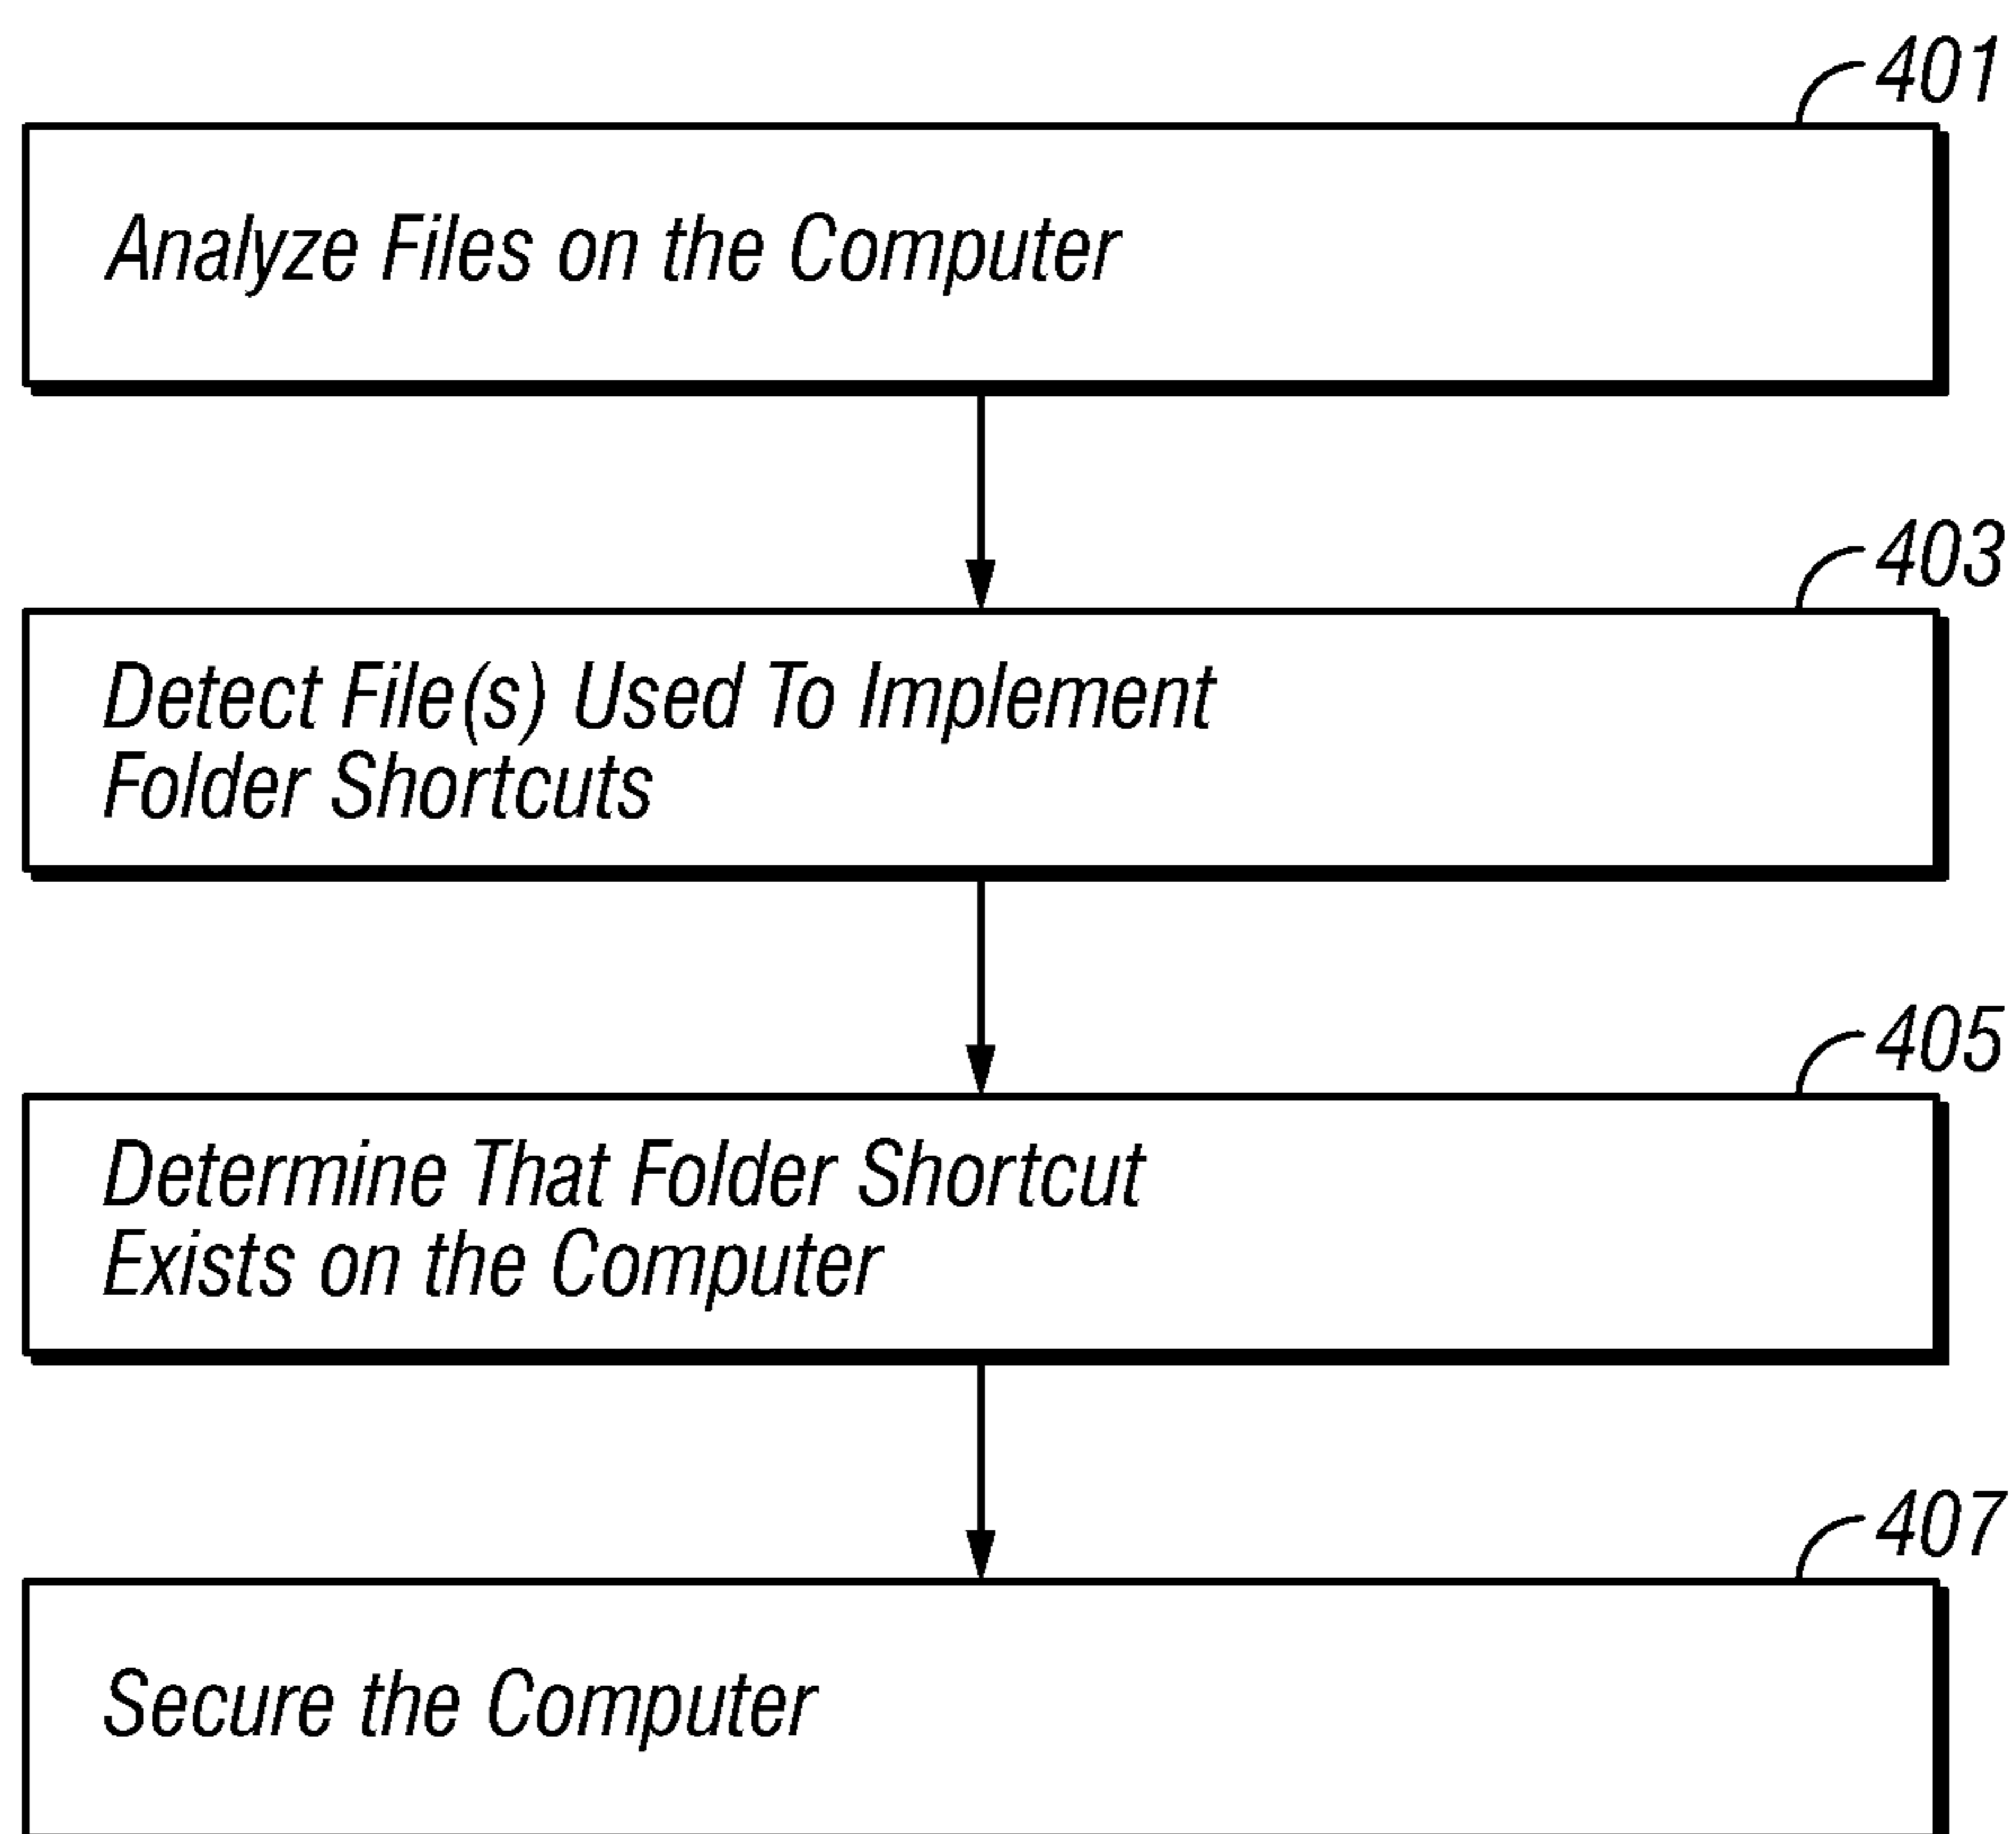 401
Analyze Files on the Computer
403
Detect File(s) Used To Implement
Folder Shortcuts
405
Determine That Folder Shortcut
Exists on the Computer
407
Secure the Computer